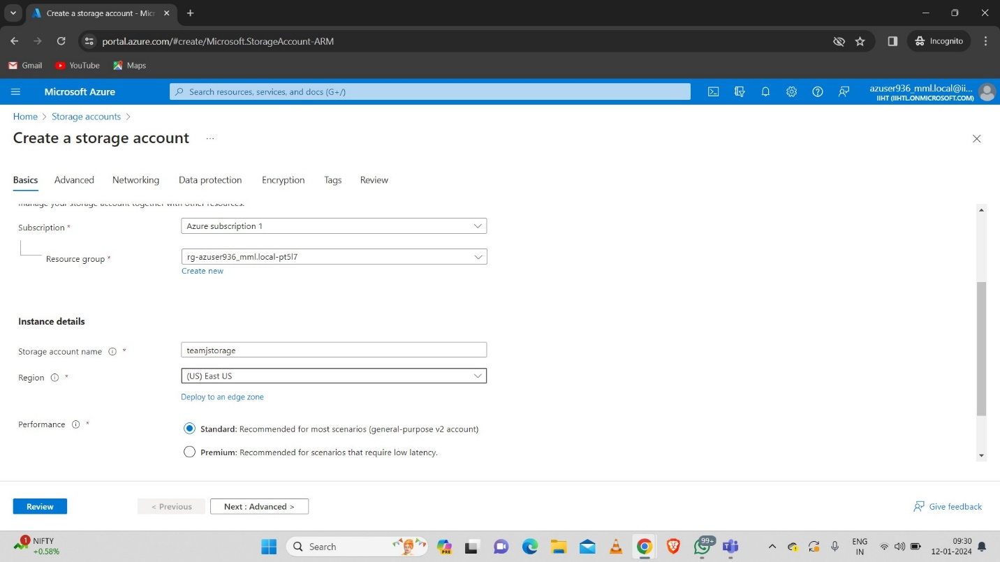 Create a storage account - Micr
portal.azure.com/#create/Microsoft.StorageAccount-ARM
Incognito
Gmail YouTube Maps
Microsoft Azure
Search resources, services, and docs (G+/)
azuser936_mml.local@ii...
IIHT (IIHTL.ONMICROSOFT.COM)
Home > Storage accounts >
Create a storage account ...
Basics Advanced Networking Data protection Encryption Tags Review
manage your storage account together with other resources.
Subscription *
Azure subscription 1
Resource group *
rg-azuser936_mml.local-pt5l7
Create new
Instance details
Storage account name *
teamjstorage
Region *
(US) East US
Deploy to an edge zone
Performance *
Standard: Recommended for most scenarios (general-purpose v2 account)
Premium: Recommended for scenarios that require low latency.
Review
< Previous
Next : Advanced >
Give feedback
1
NIFTY
+0.58%
Search
PRE
99+
ENG
IN
09:30
12-01-2024